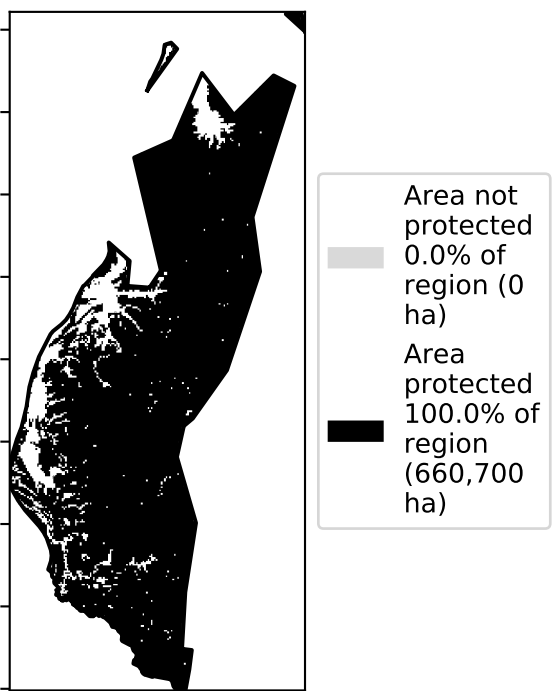 Area not
protected
0.0% of
region (0
ha)
Area
protected
100.0% of
region
(660,700
ha)